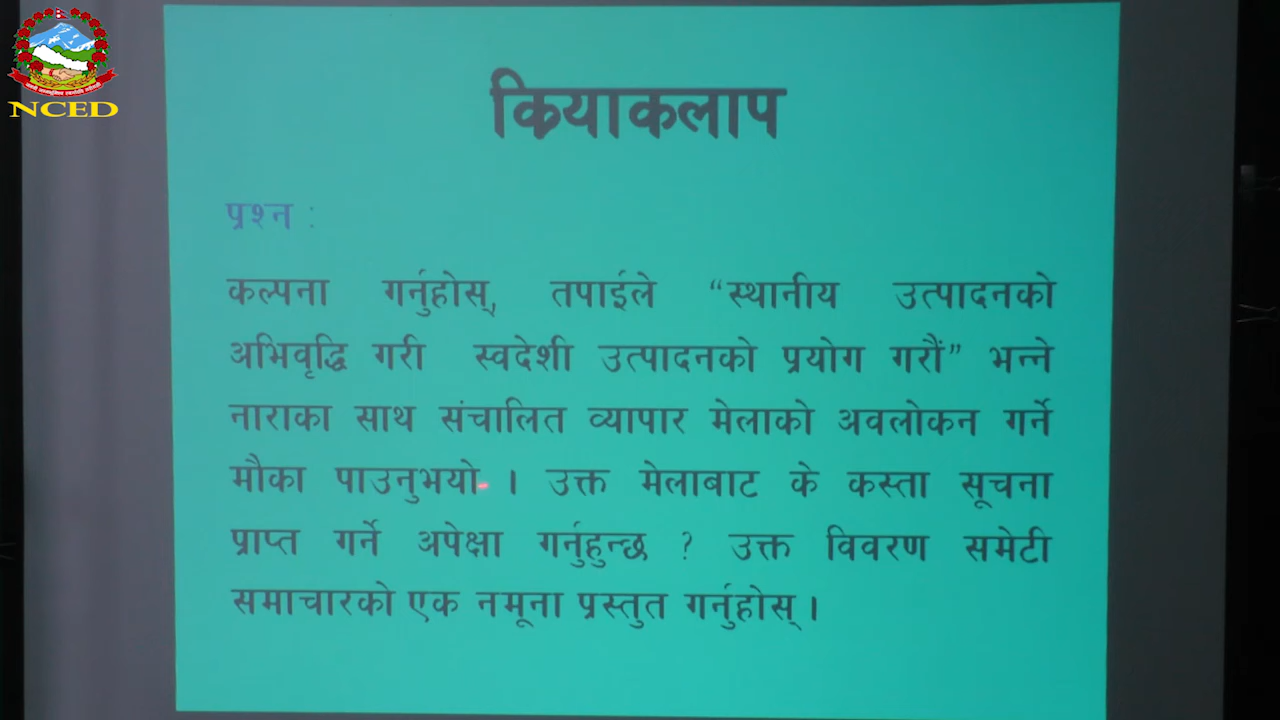 NCED
क्रियाकलाप
प्रश्न :
कल्पना गर्नुहोस्, तपाईले “स्थानीय उत्पादनको
अभिवृद्धि गरी स्वदेशी उत्पादनको प्रयोग गरौं” भन्ने
नाराका साथ संचालित व्यापार मेलाको अवलोकन गर्ने
मौका पाउनुभयो । उक्त मेलाबाट के कस्ता सूचना
प्राप्त गर्ने अपेक्षा गर्नुहुन्छ ? उक्त विवरण समेटी
समाचारको एक नमूना प्रस्तुत गर्नुहोस् ।